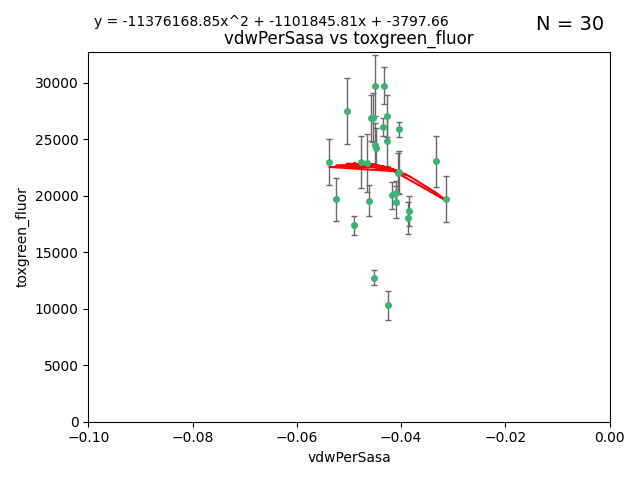 y = -11376168.85x^2 + -1101845.81x + -3797.66
N = 30
vdwPerSasa vs toxgreen_fluor
30000
25000
20000
15000
10000
5000
0
toxgreen_fluor
−0.10 −0.08 −0.06 −0.04 −0.02 0.00
vdwPerSasa